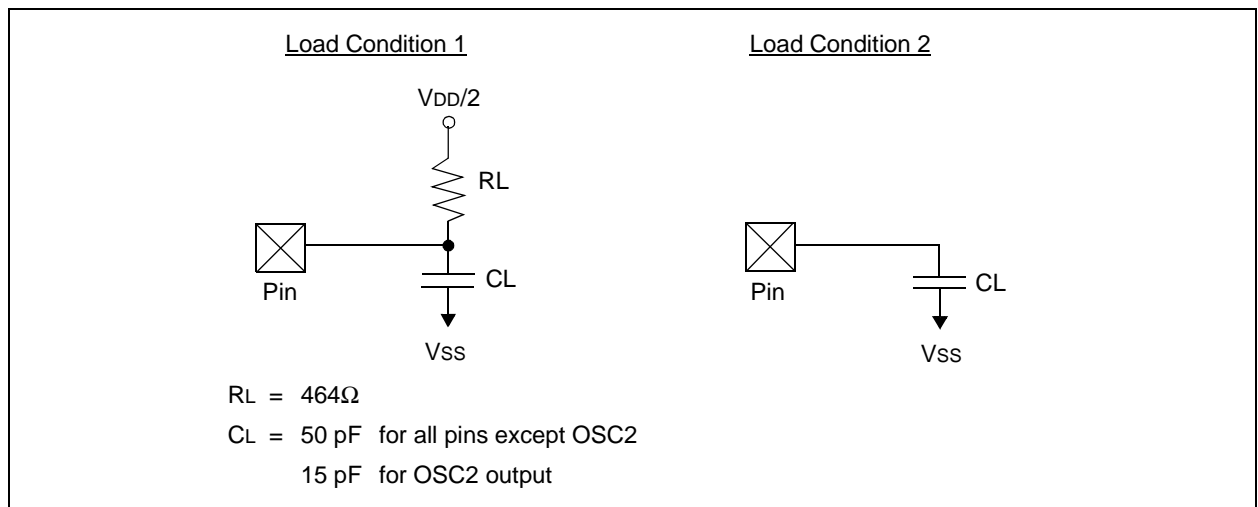 Load Condition 1
VDD/2
RL
Pin
CL
VSS
Load Condition 2
Pin
CL
VSS
RL = 464Ω
CL = 50 pF for all pins except OSC2
15 pF for OSC2 output